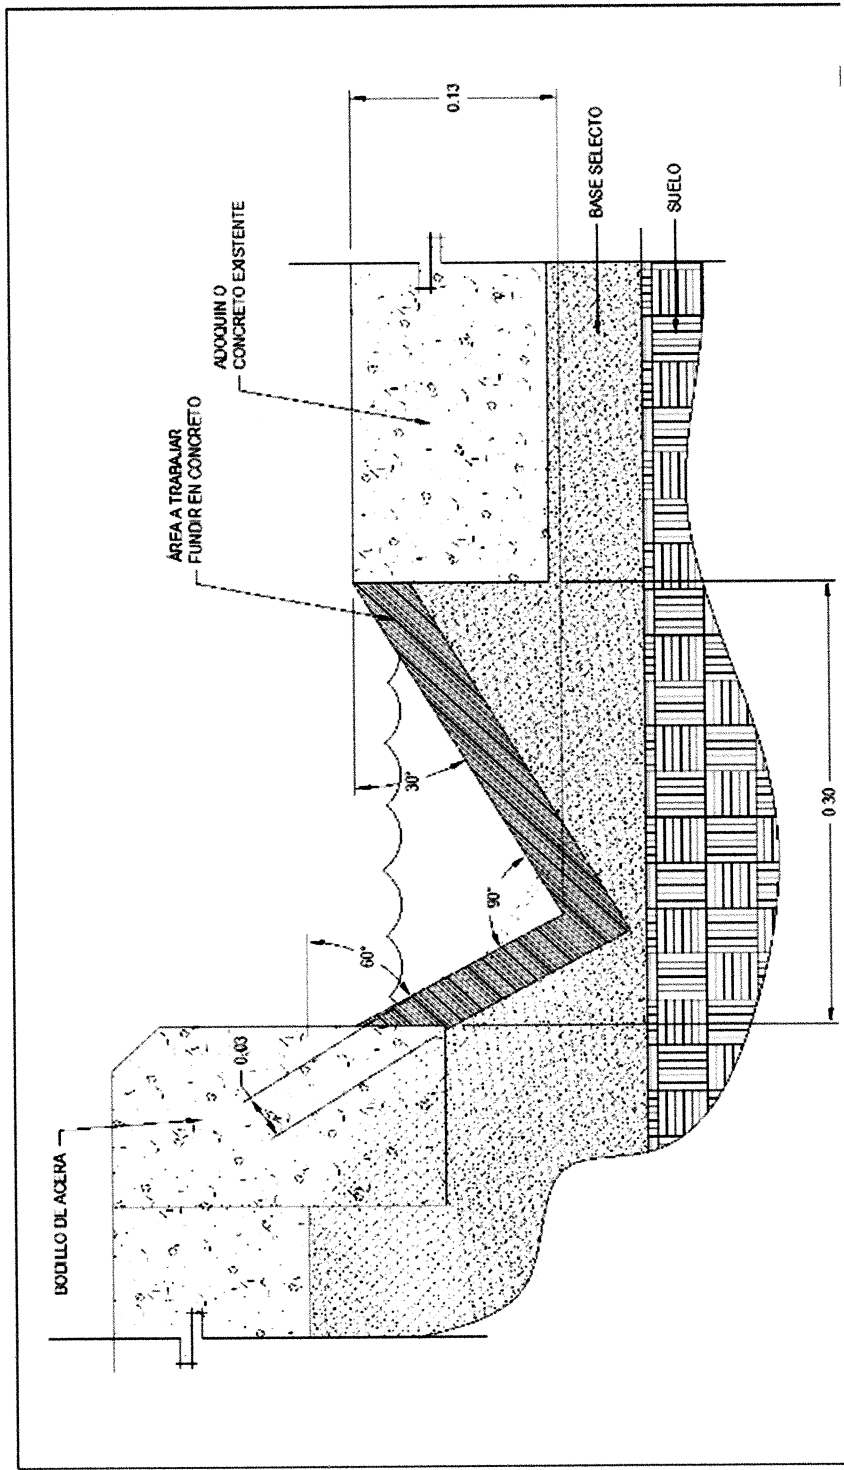 BODILLO DE ACERA
0.03
60°
90°
30°
ÁREA A TRABAJAR
FUNDIR EN CONCRETO
ADOQUIN O
CONCRETO EXISTENTE
0.13
BASE SELECTO
SUELO
0.30